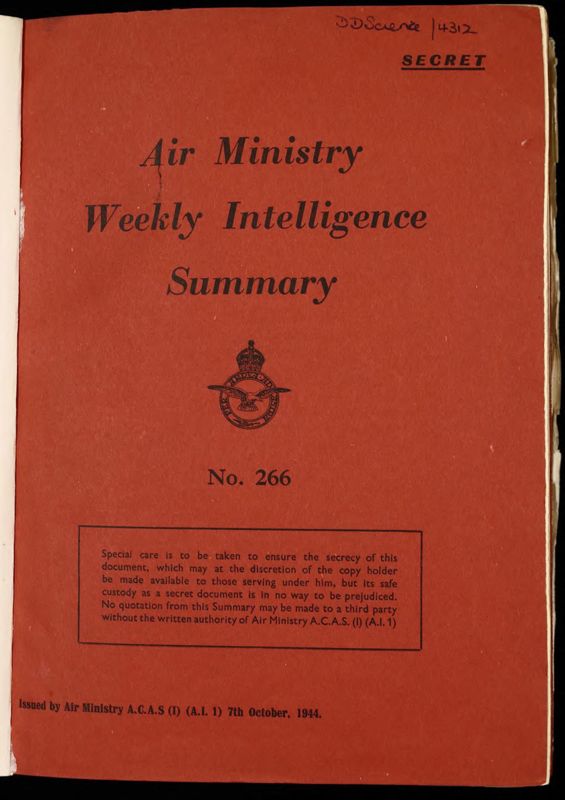 DDScience /4312
SECRET
Air Ministry
Weekly Intelligence
Summary
No. 266
Special care is to be taken to ensure the secrecy of this
document, which may at the discretion of the copy holder
be made available to those serving under him, but its safe
custody as a secret document is in no way to be prejudiced.
No quotation from this Summary may be made to a third party
without the written authority of Air Ministry A.C.A.S. (I) (A.I. 1)
Issued by Air Ministry A.C.A.S (I) (A.I. 1) 7th October, 1944.